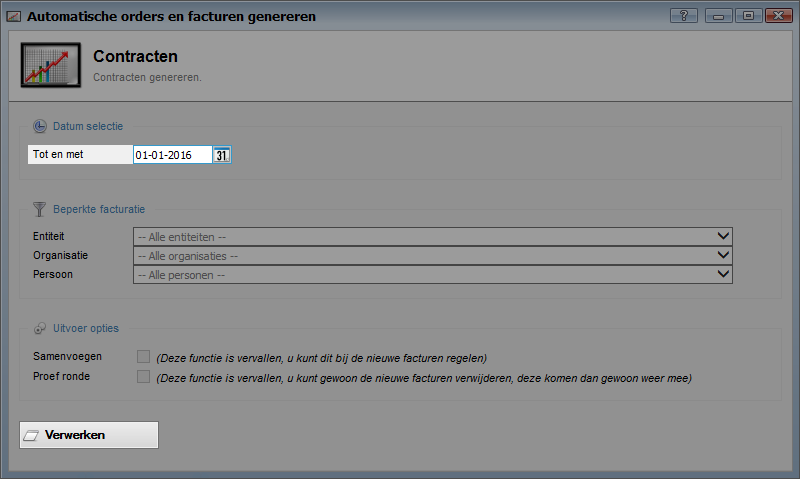 Automatische orders en facturen genereren
Contracten
Contracten genereren.
Datum selectie
Tot en met 01-01-2016 31
Beperkte facturatie
Entiteit -- Alle entiteiten --
Organisatie -- Alle organisaties --
Persoon -- Alle personen --
Uitvoer opties
Samenvoegen (Deze functie is vervallen, u kunt dit bij de nieuwe facturen regelen)
Proef ronde (Deze functie is vervallen, u kunt gewoon de nieuwe facturen verwijderen, deze komen dan gewoon weer mee)
Verwerken